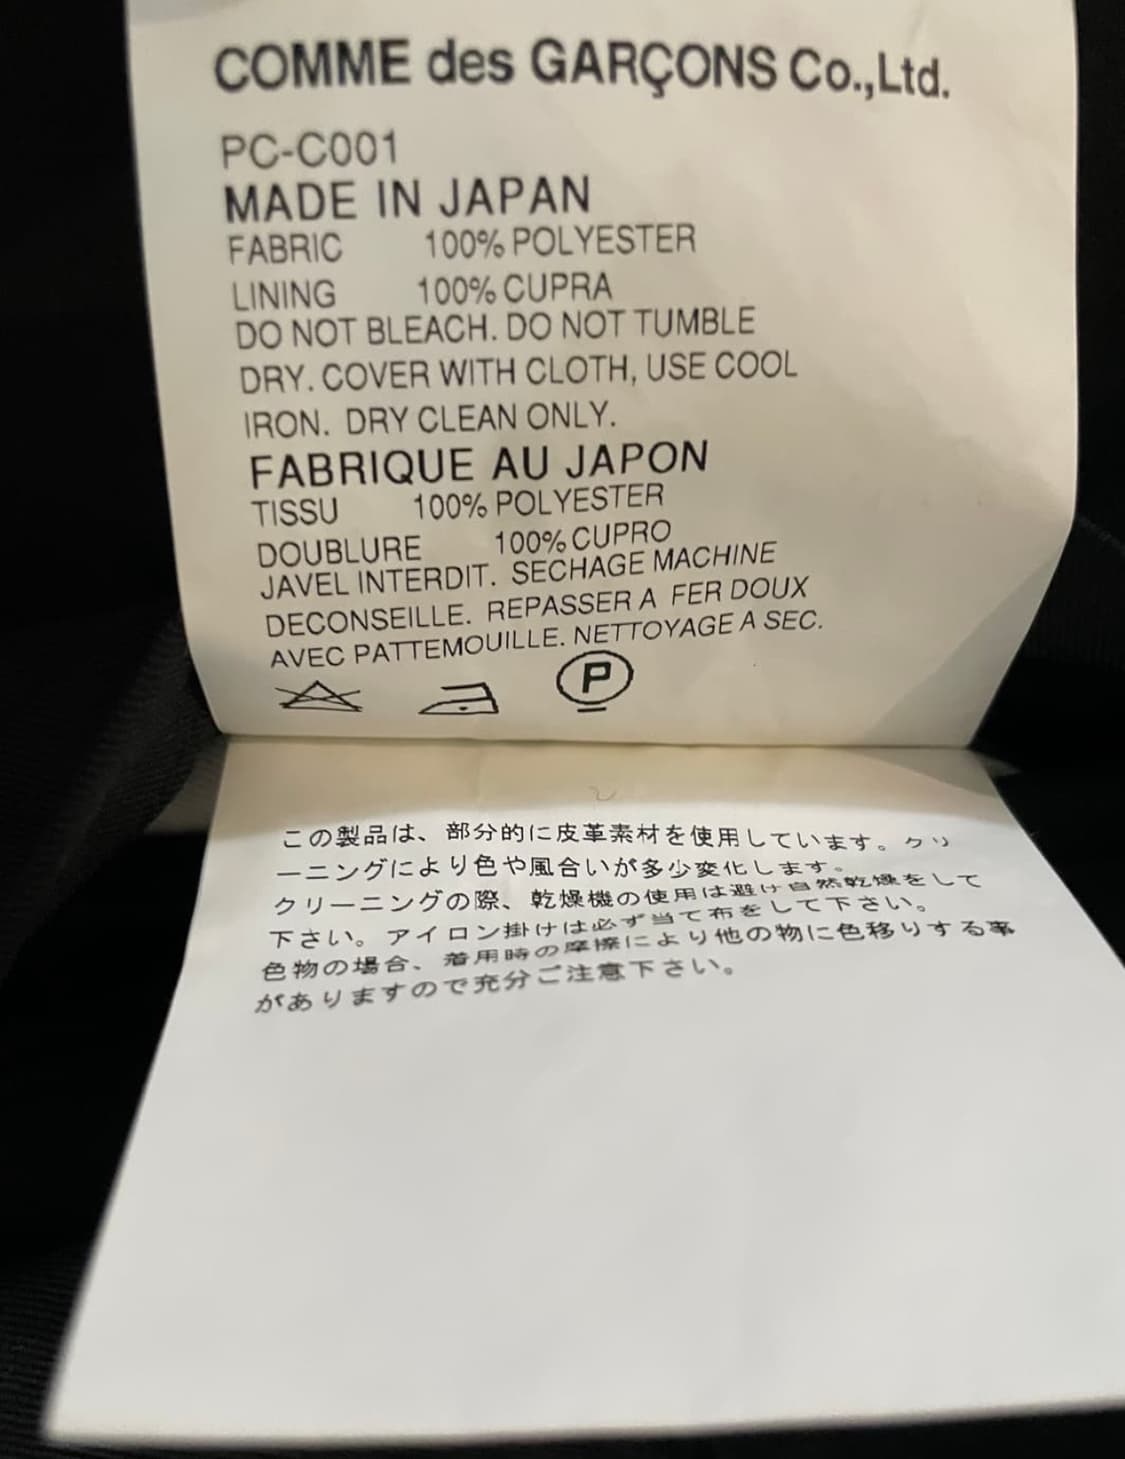 COMME des GARÇONS Co.,Ltd.
PC-C001
MADE IN JAPAN
FABRIC 100% POLYESTER
LINING 100% CUPRA
DO NOT BLEACH. DO NOT TUMBLE
DRY. COVER WITH CLOTH, USE COOL
IRON. DRY CLEAN ONLY.
FABRIQUE AU JAPON
TISSU 100% POLYESTER
DOUBLURE 100% CUPRO
JAVEL INTERDIT. SECHAGE MACHINE
DECONSEILLE. REPASSER A FER DOUX
AVEC PATTEMOUILLE. NETTOYAGE A SEC.
P
この製品は、部分的に皮革素材を使用しています。クリ
ーニングにより色や風合いが多少変化します。
クリーニングの際、乾燥機の使用は避け自然乾燥をして
下さい。アイロン掛けは必ず当て布をして下さい。
色物の場合、着用時の摩擦により他の物に色移りする事
がありますので充分ご注意下さい。